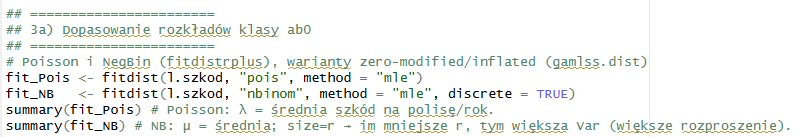 ## =======================
## 3a) Dopasowanie rozkładów klasy ab0
## =======================
# Poisson i NegBin (fitdistrplus), warianty zero-modified/inflated (gamlss.dist)
fit_Pois <- fitdist(l.szkod, "pois", method = "mle")
fit_NB   <- fitdist(l.szkod, "nbinom", method = "mle", discrete = TRUE)
summary(fit_Pois) # Poisson: λ = średnia szkód na polisę/rok.
summary(fit_NB) # NB: μ = średnia; size=r → im mniejsze r, tym większa Var (większe rozproszenie).